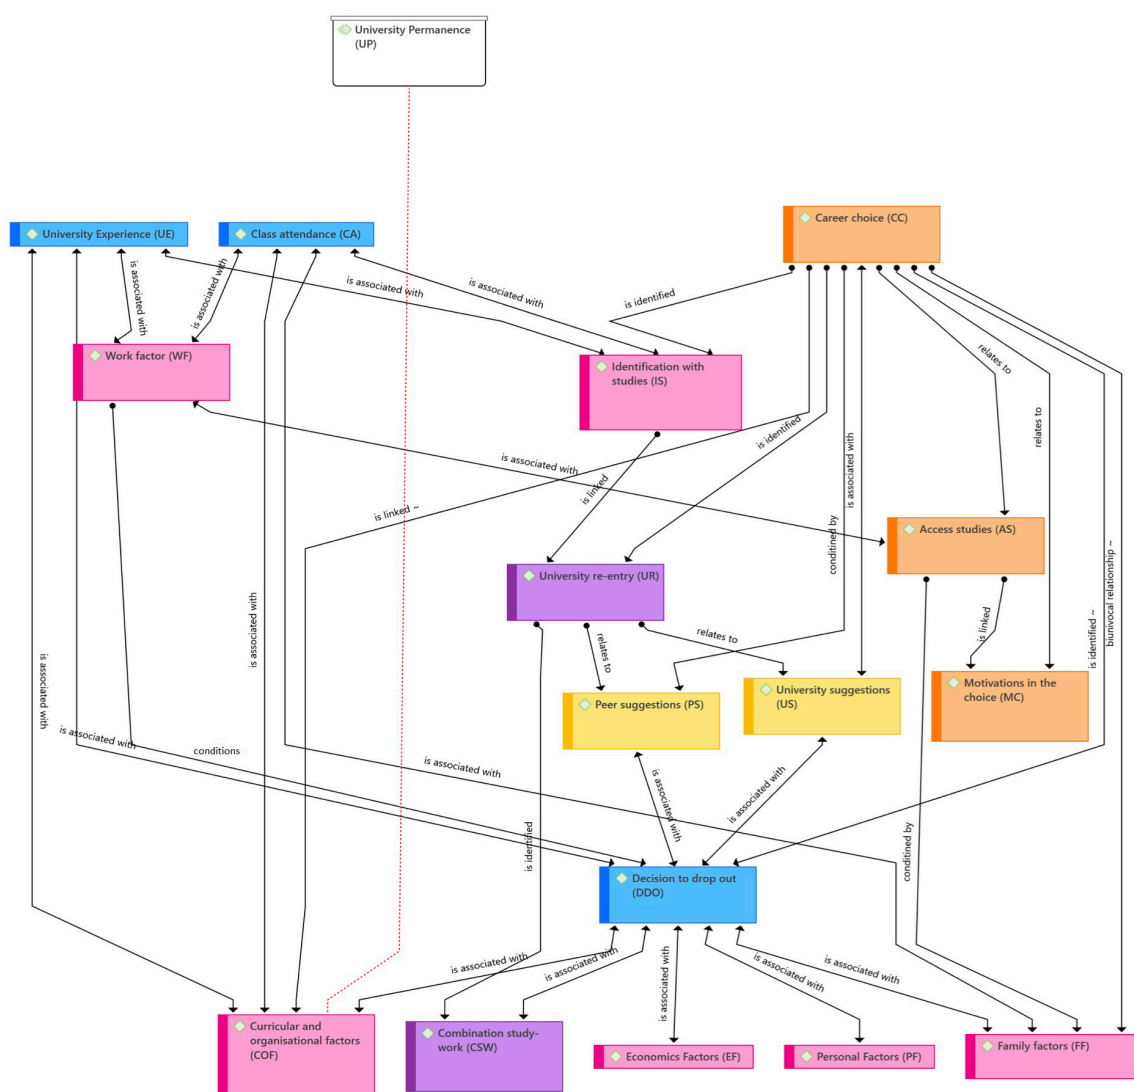 University Permanence
(UP)
University Experience (UE)
Class attendance (CA)
Career choice (CC)
is associated with
is associated with
is associated with
is associated with
is identified
Work factor (WF)
Identification with
studies (IS)
relates to
relates to
is associated with
is linked
is identified
is linked ~
is associated with
conditined by
Access studies (AS)
is associated with
University re-entry (UR)
is identified ~
biunivocal relationship ~
relates to
relates to
is linked
Peer suggestions (PS)
University suggestions
(US)
Motivations in the
choice (MC)
is associated with
is associated with
conditions
is associated with
is associated with
is associated with
is identified
conditined by
Decision to drop out
(DDO)
is associated with
is associated with
is associated with
is associated with
is associated with
Curricular and
organisational factors
(COF)
Combination study-
work (CSW)
Economics Factors (EF)
Personal Factors (PF)
Family factors (FF)